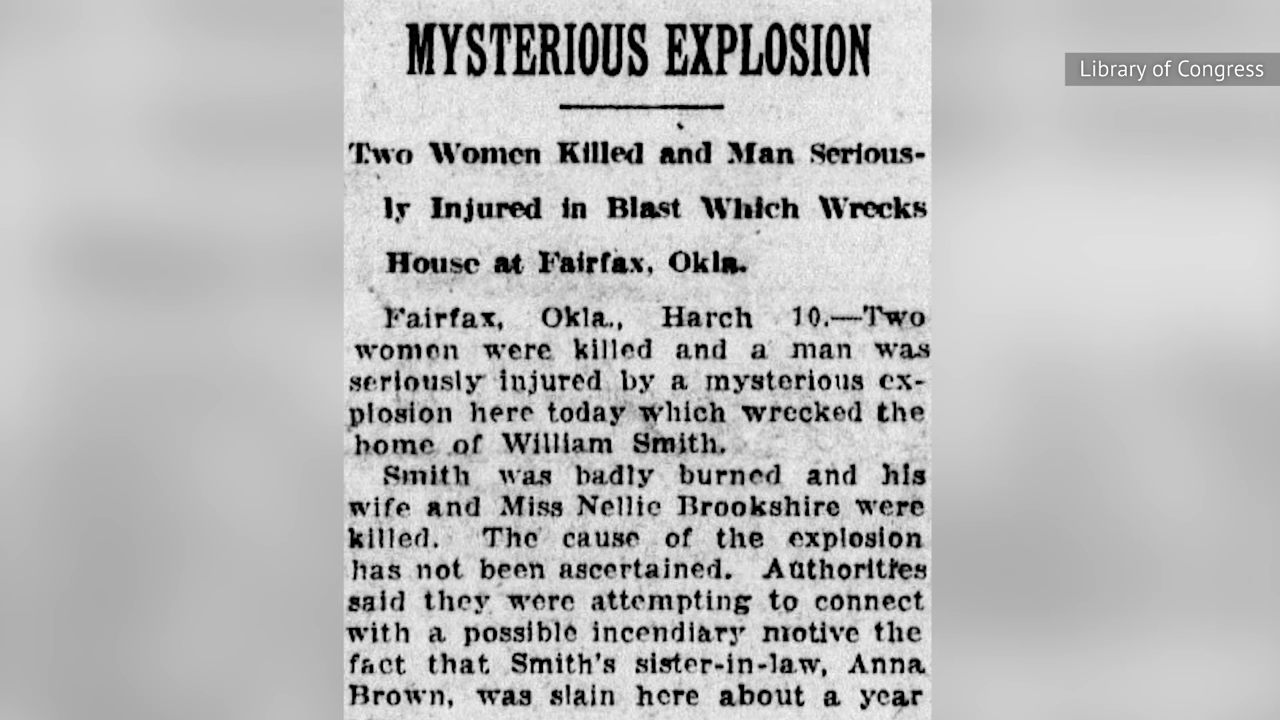 MYSTERIOUS EXPLOSION
Library of Congress
Two Women Killed and Man Serious-
ly Injured in Blast Which Wrecks
House at Fairfax, Okla.
Fairfax, Okla., Harch 10.—Two
women were killed and a man was
seriously injured by a mysterious ex-
plosion here today which wrecked the
home of William Smith.
Smith was badly burned and his
wife and Miss Nellie Brookshire were
killed. The cause of the explosion
has not been ascertained. Authorities
said they were attempting to connect
with a possible incendiary motive the
fact that Smith's sister-in-law, Anna
Brown, was slain here about a year